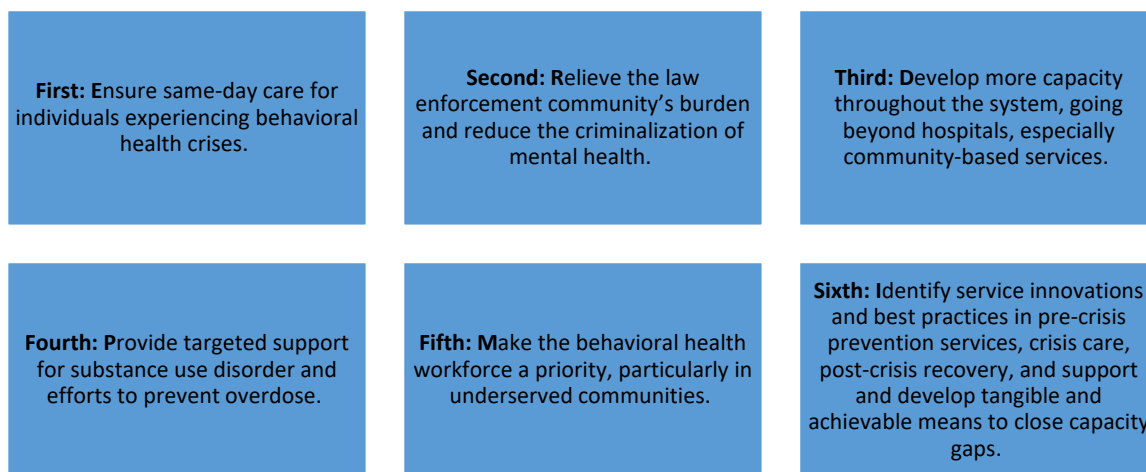 First: Ensure same-day care for
individuals experiencing behavioral
health crises.
Second: Relieve the law
enforcement community’s burden
and reduce the criminalization of
mental health.
Third: Develop more capacity
throughout the system, going
beyond hospitals, especially
community-based services.
Fourth: Provide targeted support
for substance use disorder and
efforts to prevent overdose.
Fifth: Make the behavioral health
workforce a priority, particularly in
underserved communities.
Sixth: Identify service innovations
and best practices in pre-crisis
prevention services, crisis care,
post-crisis recovery, and support
and develop tangible and
achievable means to close capacity
gaps.